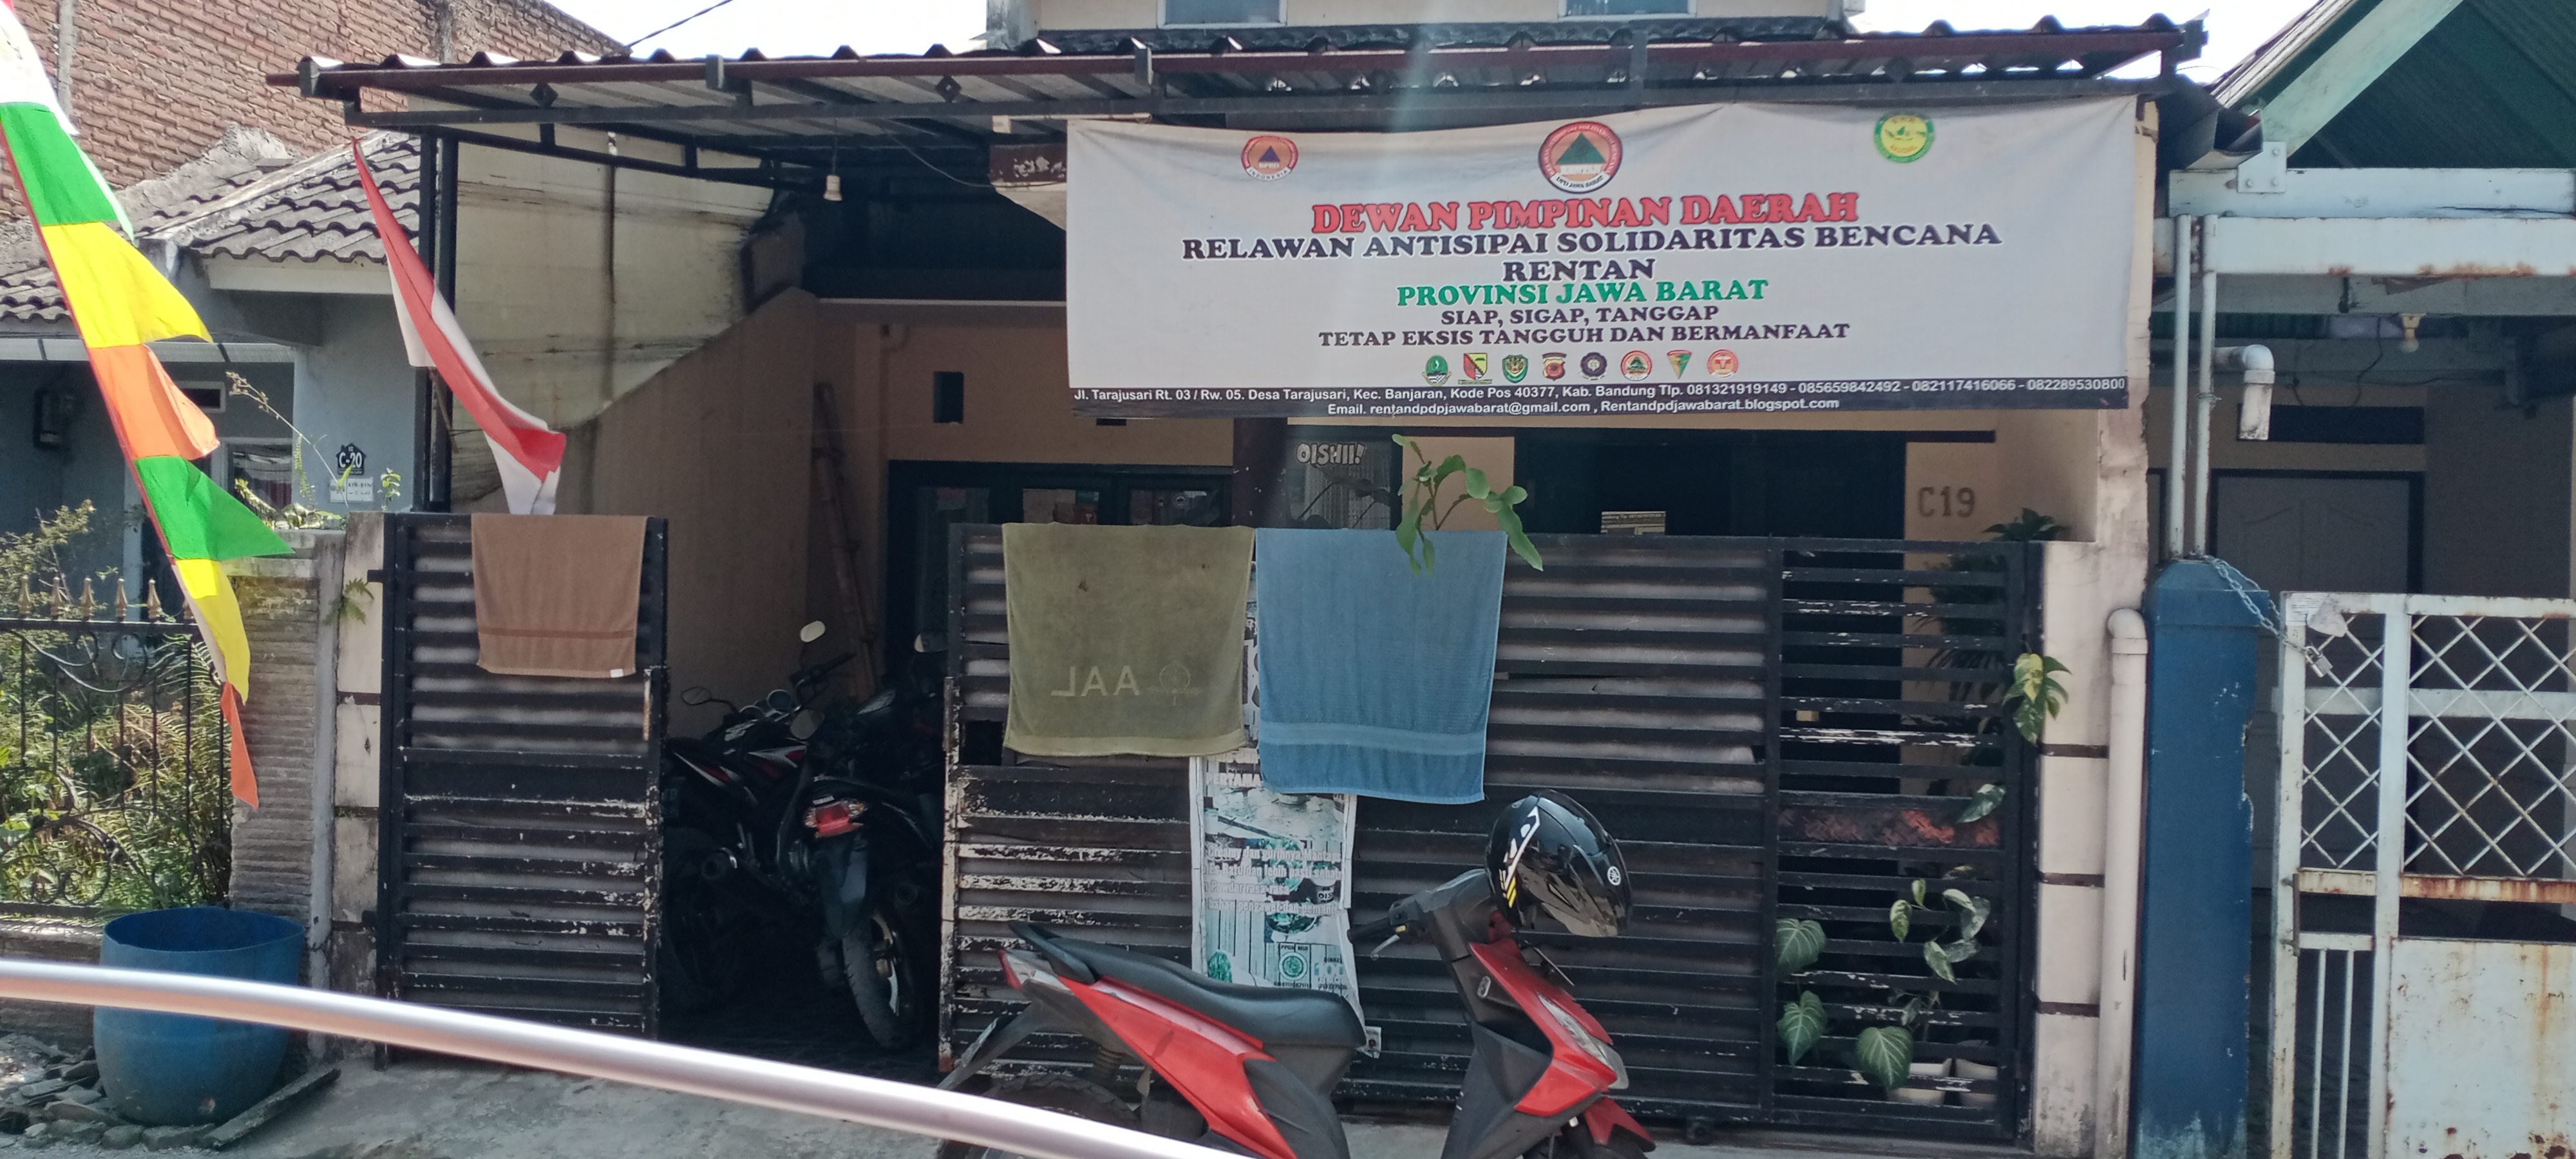 DEWAN PIMPINAN DAERAH
RELAWAN ANTISIPAI SOLIDARITAS BENCANA
RENTAN
PROVINSI JAWA BARAT
SIAP, SIGAP, TANGGAP
TETAP EKSIS TANGGUH DAN BERMANFAAT
Jl. Tarajusari Rt. 03 / Rw. 05. Desa Tarajusari, Kec. Banjaran, Kode Pos 40377, Kab. Bandung Tlp. 081321919149 - 085659842492 - 082117416066 - 082289530800
Email. rentandpdpjawabarat@gmail.com , Rentandpdjawabarat.blogspot.com
OISHII!
C-20
C19
AAL